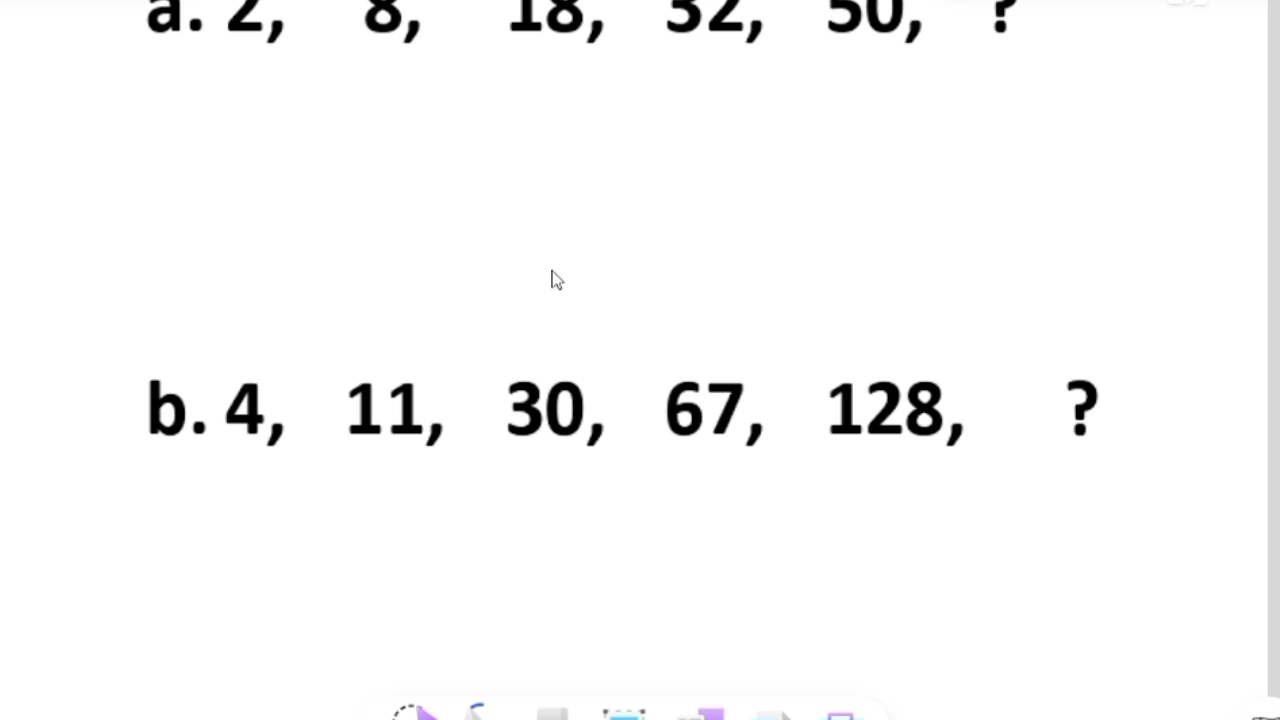 a. 2, 8, 18, 32, 50, ?
b. 4, 11, 30, 67, 128, ?